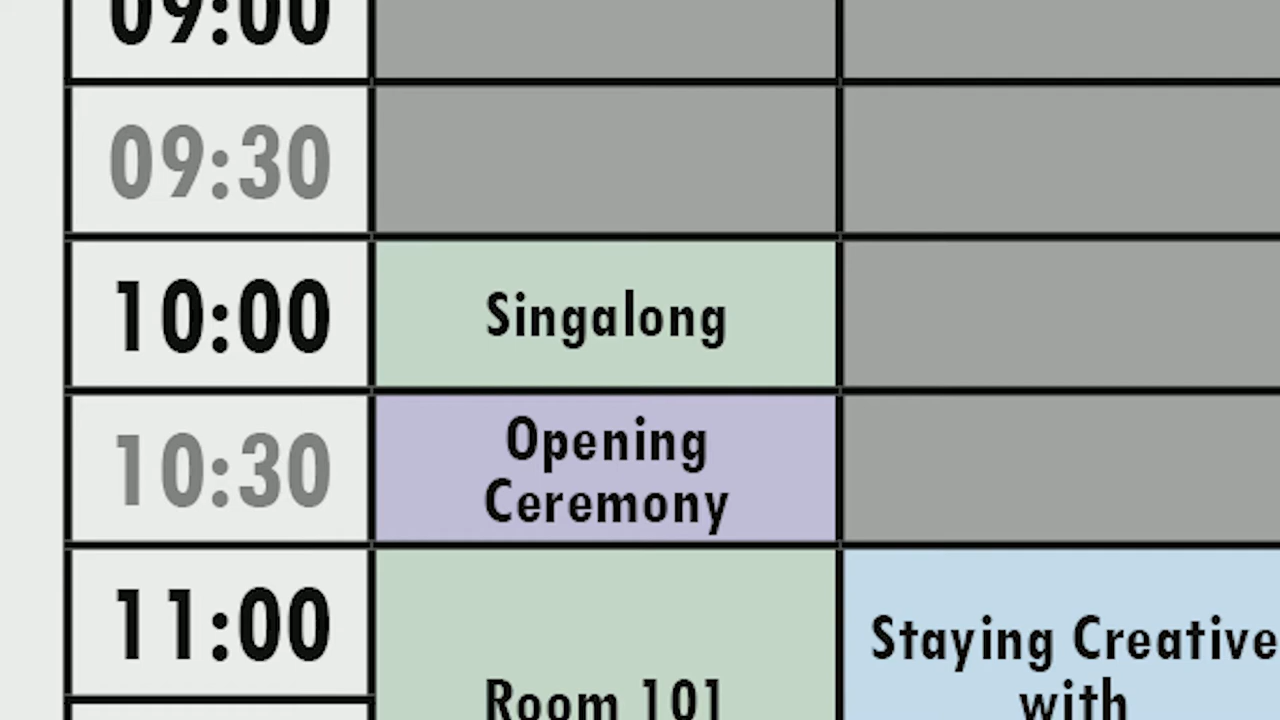 09:00
09:30
10:00
Singalong
10:30
Opening
Ceremony
11:00
Room 101
Staying Creative
with